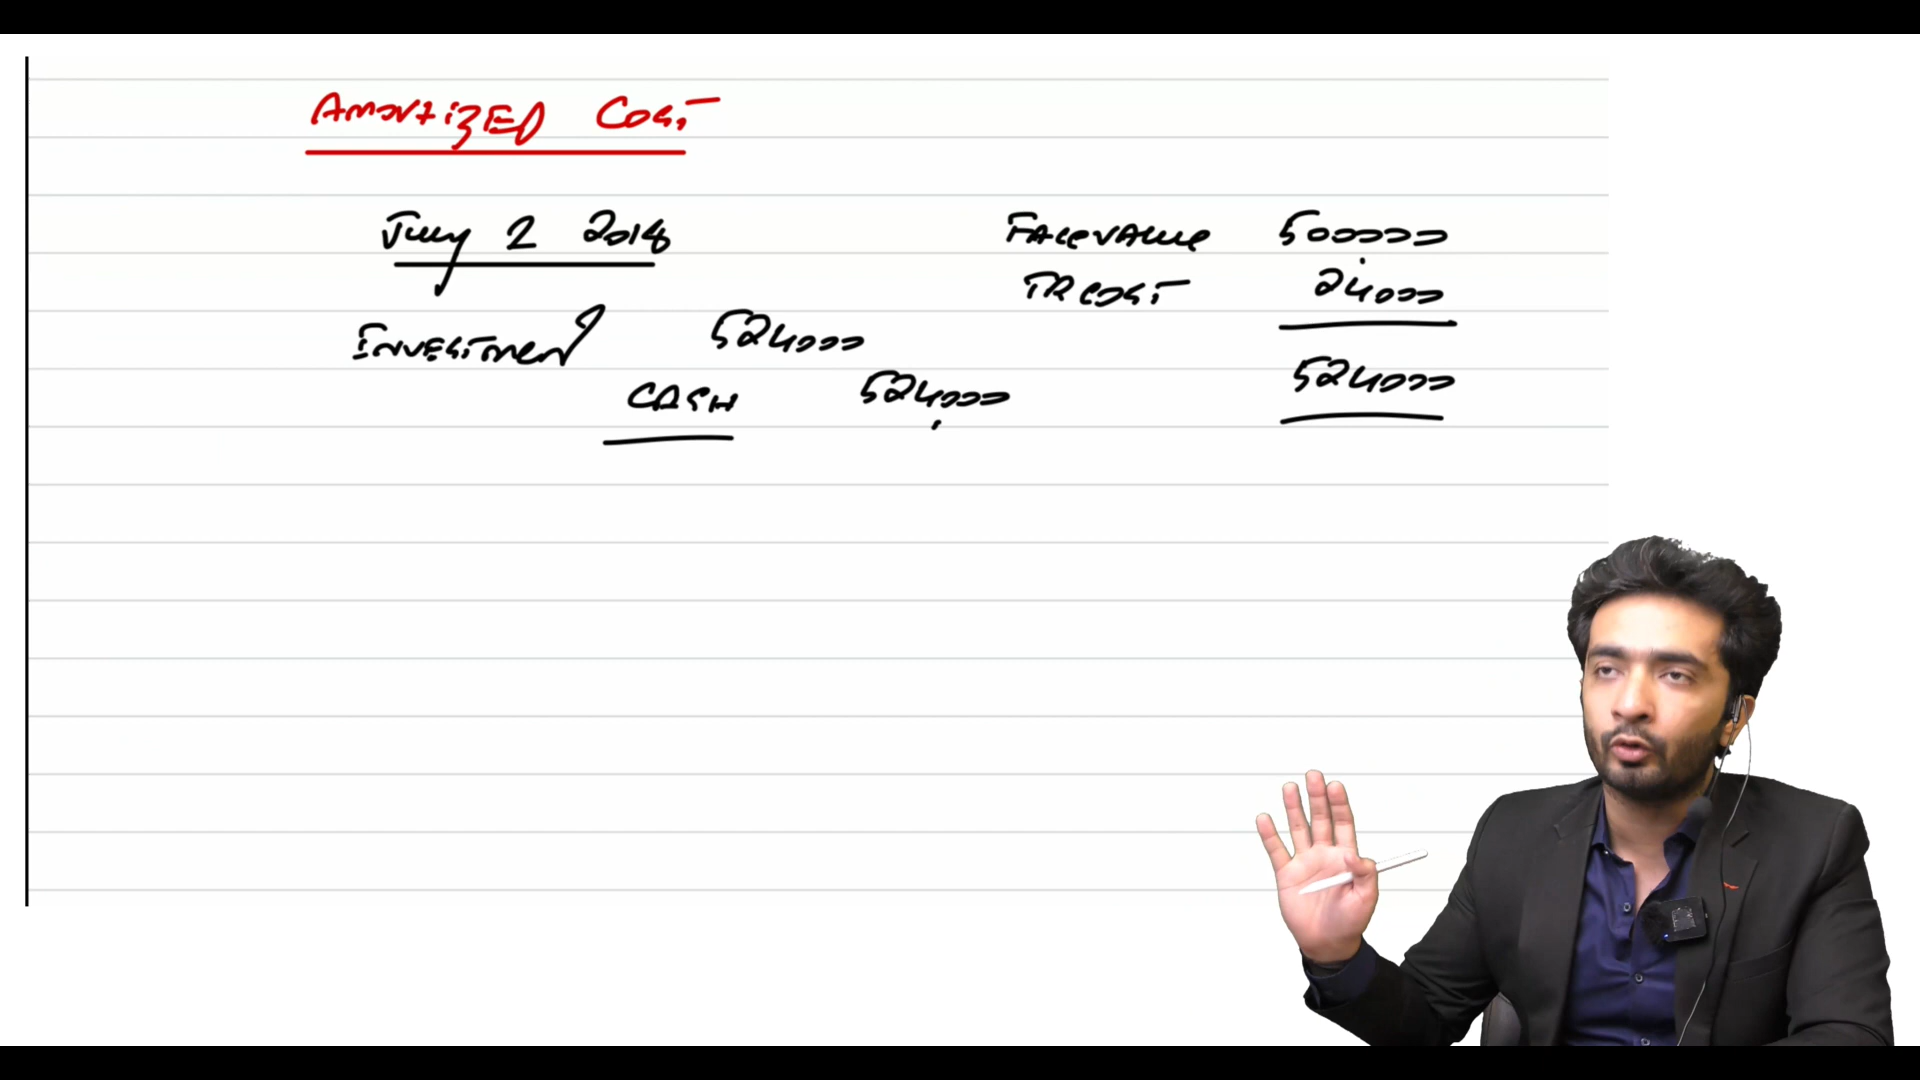 Amortized Cost
July 2 2018
Face value 500000
TR cost 24000
Investment 524000
524000
Cash 524000